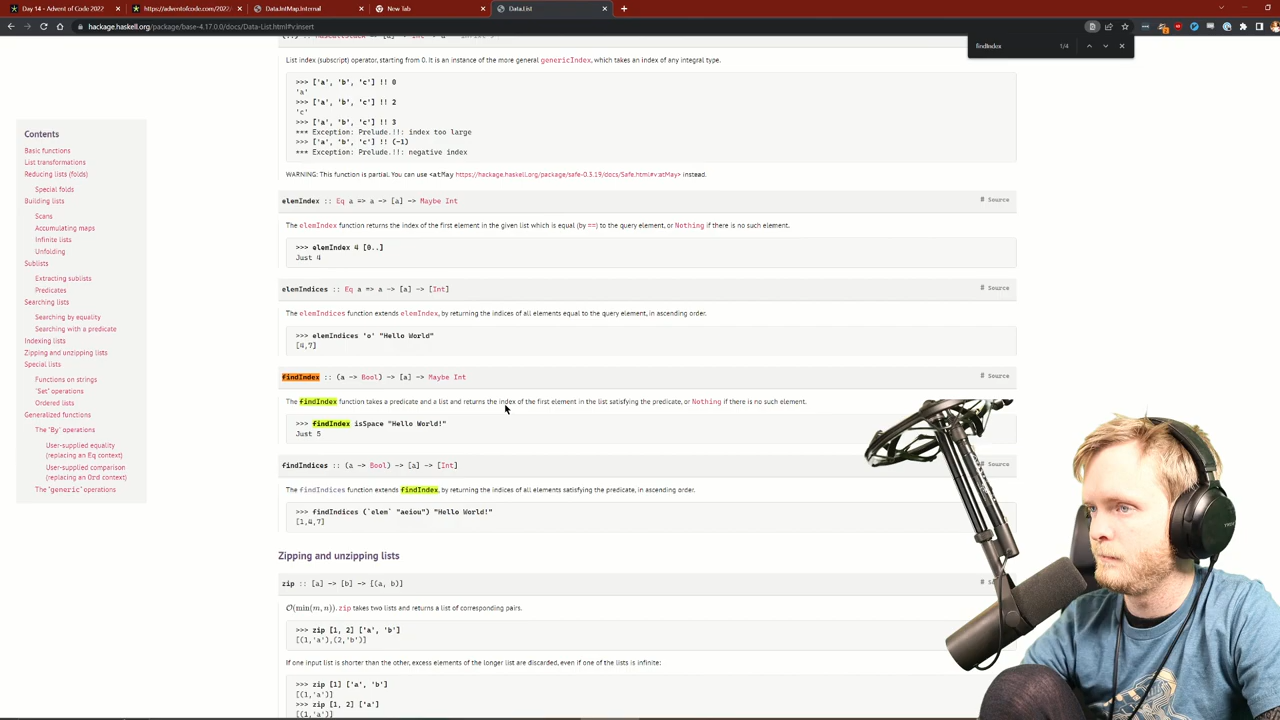 Day 14 - Advent of Code 2022
https://adventofcode.com/2022/
Data.IntMap.Internal
New Tab
Data.List
hackage.haskell.org/package/base-4.17.0.0/docs/Data-List.html#v:insert
findIndex
1/4
List index (subscript) operator, starting from 0. It is an instance of the more general genericIndex, which takes an index of any integral type.
>>> ['a', 'b', 'c'] !! 0
'a'
>>> ['a', 'b', 'c'] !! 2
'c'
>>> ['a', 'b', 'c'] !! 3
*** Exception: Prelude.!!: index too large
>>> ['a', 'b', 'c'] !! (-1)
*** Exception: Prelude.!!: negative index
WARNING: This function is partial. You can use <atMay https://hackage.haskell.org/package/safe-0.3.19/docs/Safe.html#v:atMay> instead.
elemIndex :: Eq a => a -> [a] -> Maybe Int
# Source
The elemIndex function returns the index of the first element in the given list which is equal (by ==) to the query element, or Nothing if there is no such element.
>>> elemIndex 4 [0..]
Just 4
elemIndices :: Eq a => a -> [a] -> [Int]
# Source
The elemIndices function extends elemIndex, by returning the indices of all elements equal to the query element, in ascending order.
>>> elemIndices 'o' "Hello World"
[4,7]
findIndex :: (a -> Bool) -> [a] -> Maybe Int
# Source
The findIndex function takes a predicate and a list and returns the index of the first element in the list satisfying the predicate, or Nothing if there is no such element.
>>> findIndex isSpace "Hello World!"
Just 5
findIndices :: (a -> Bool) -> [a] -> [Int]
# Source
The findIndices function extends findIndex, by returning the indices of all elements satisfying the predicate, in ascending order.
>>> findIndices (`elem` "aeiou") "Hello World!"
[1,4,7]
Zipping and unzipping lists
zip :: [a] -> [b] -> [(a, b)]
O(min(m, n)). zip takes two lists and returns a list of corresponding pairs.
>>> zip [1, 2] ['a', 'b']
[(1,'a'),(2,'b')]
If one input list is shorter than the other, excess elements of the longer list are discarded, even if one of the lists is infinite:
>>> zip [1] ['a', 'b']
[(1,'a')]
>>> zip [1, 2] ['a']
[(1,'a')]
Contents
Basic functions
List transformations
Reducing lists (folds)
Special folds
Building lists
Scans
Accumulating maps
Infinite lists
Unfolding
Sublists
Extracting sublists
Predicates
Searching lists
Searching by equality
Searching with a predicate
Indexing lists
Zipping and unzipping lists
Special lists
Functions on strings
"Set" operations
Ordered lists
Generalized functions
The "By" operations
User-supplied equality
(replacing an Eq context)
User-supplied comparison
(replacing an Ord context)
The "generic" operations